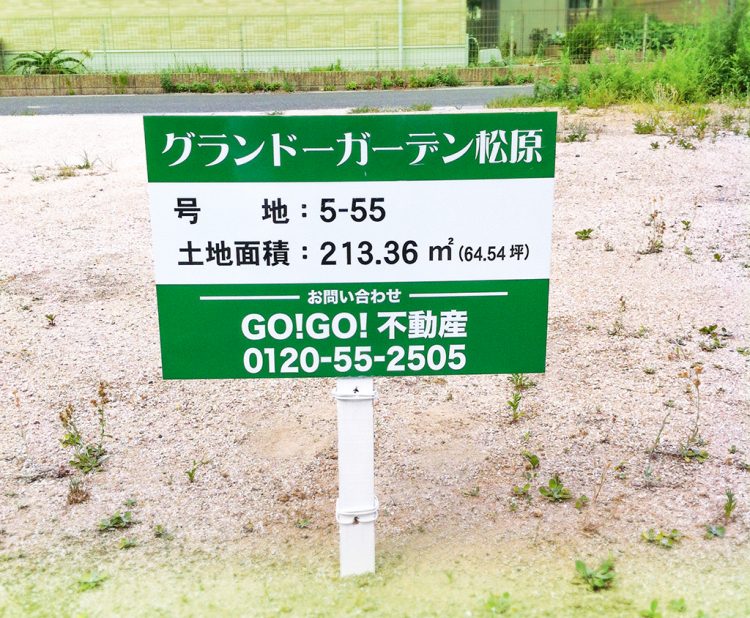 グランドーガーデン松原
号　　地：5-55
土地面積：213.36 ㎡(64.54坪)
お問い合わせ
GO!GO! 不動産
0120-55-2505